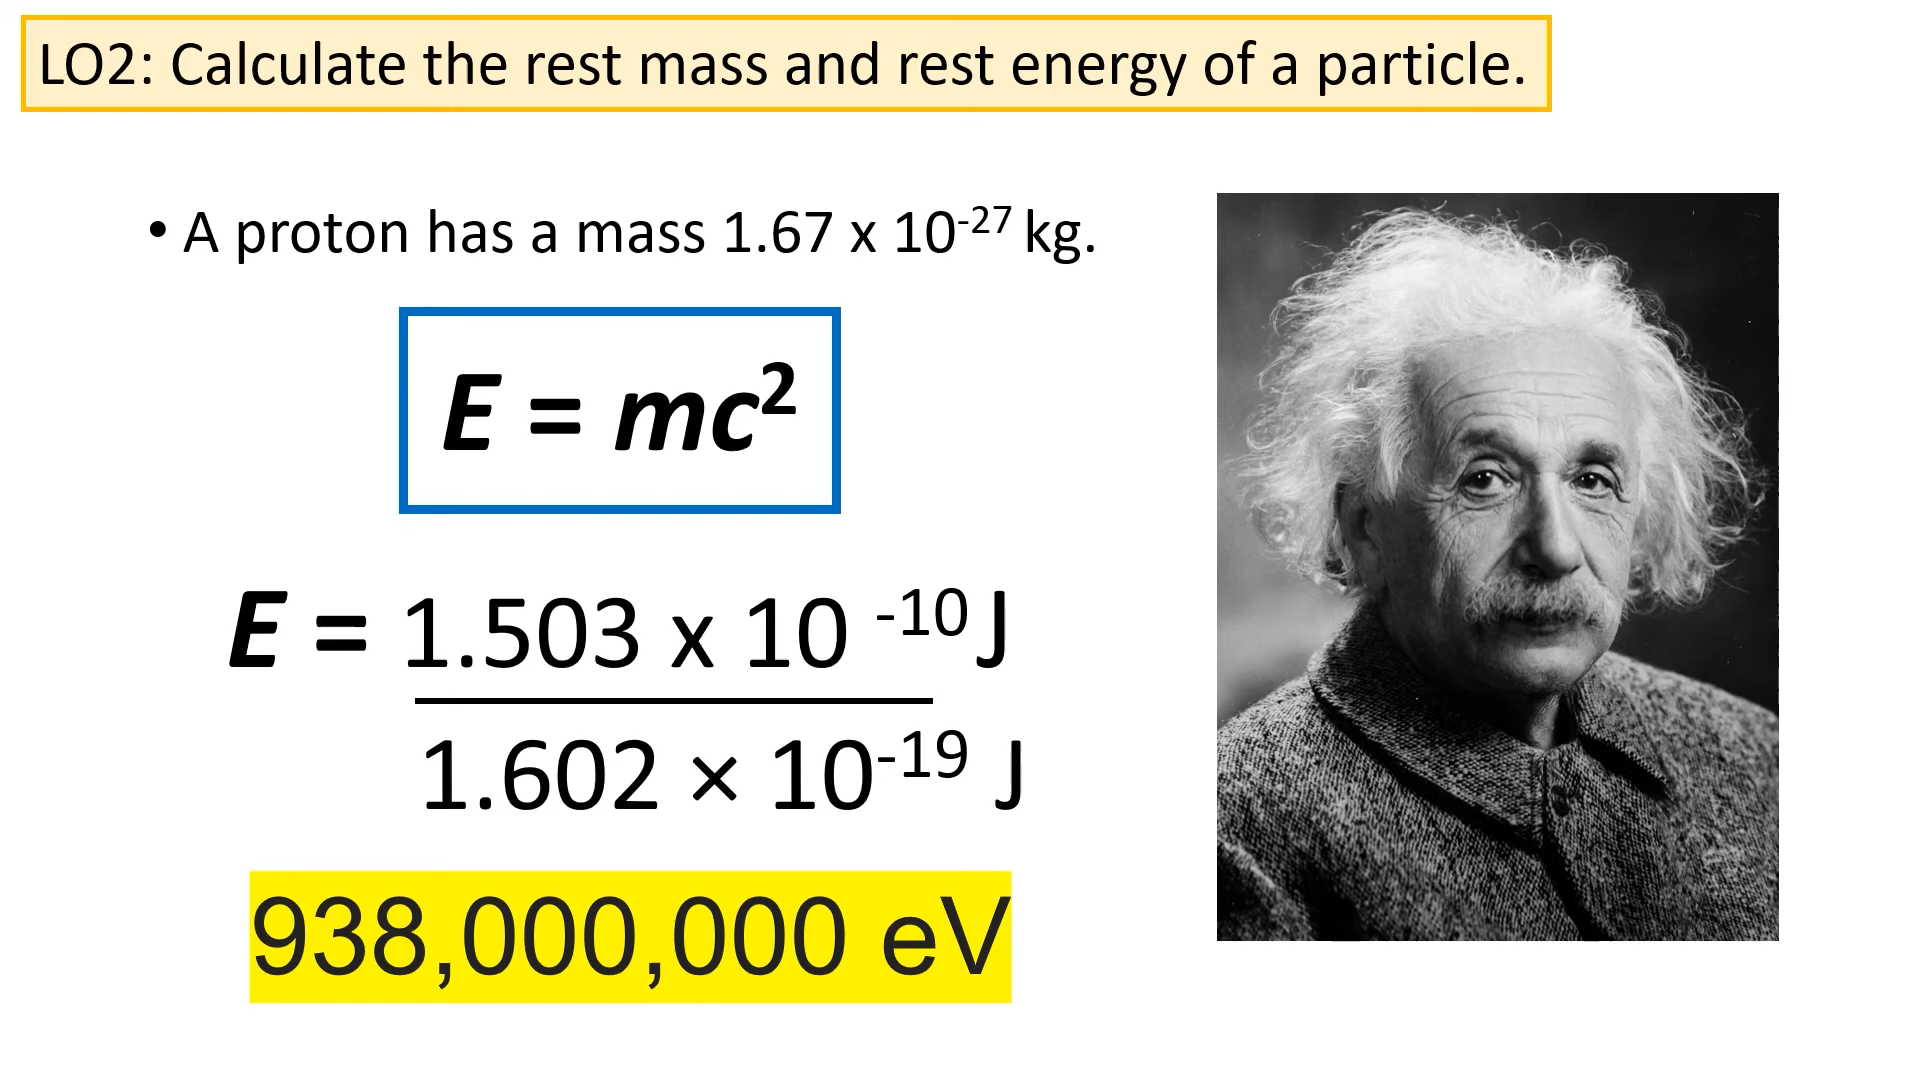 LO2: Calculate the rest mass and rest energy of a particle.
• A proton has a mass 1.67 x 10⁻²⁷ kg.
E = mc²
E = 1.503 x 10 ⁻¹⁰ J
1.602 × 10⁻¹⁹ J
938,000,000 eV